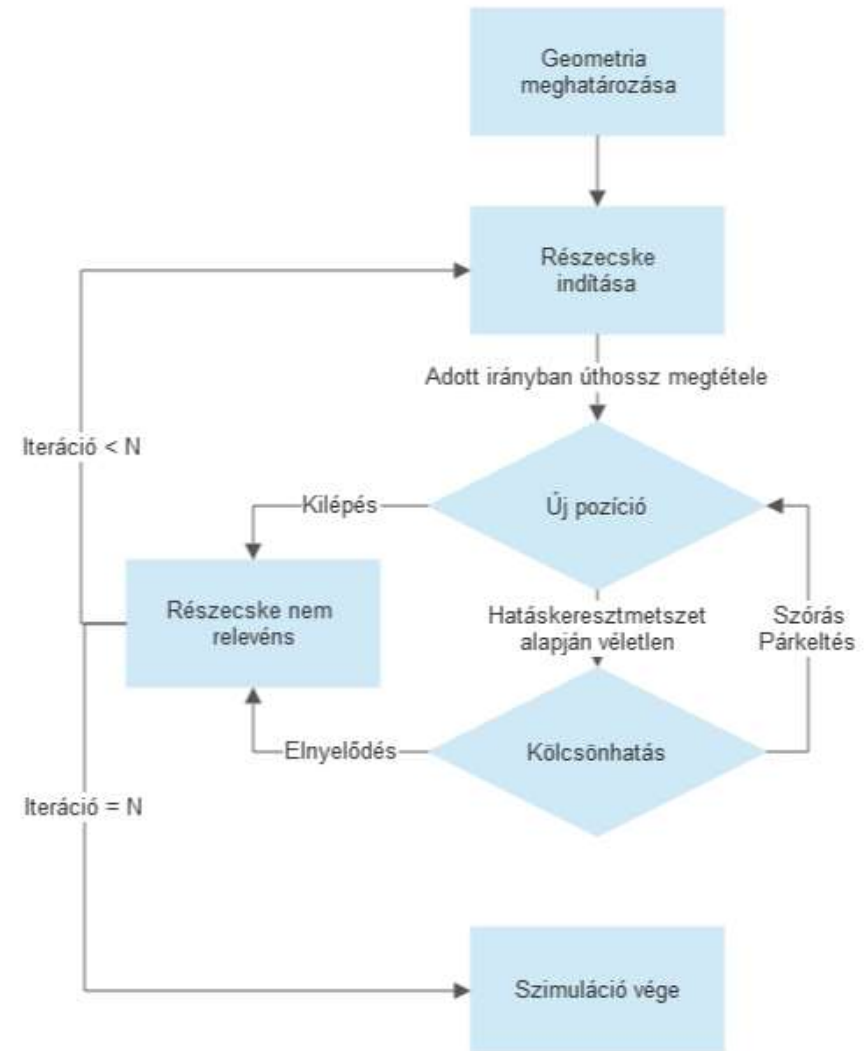 Geometria
meghatározása
Részecske
indítása
Adott irányban úthossz megtétele
Iteráció < N
Kilépés
Új pozíció
Részecske nem
relevéns
Hatáskeresztmetszet
alapján véletlen
Szórás
Párkeltés
Elnyelődés
Kölcsönhatás
Iteráció = N
Szimuláció vége